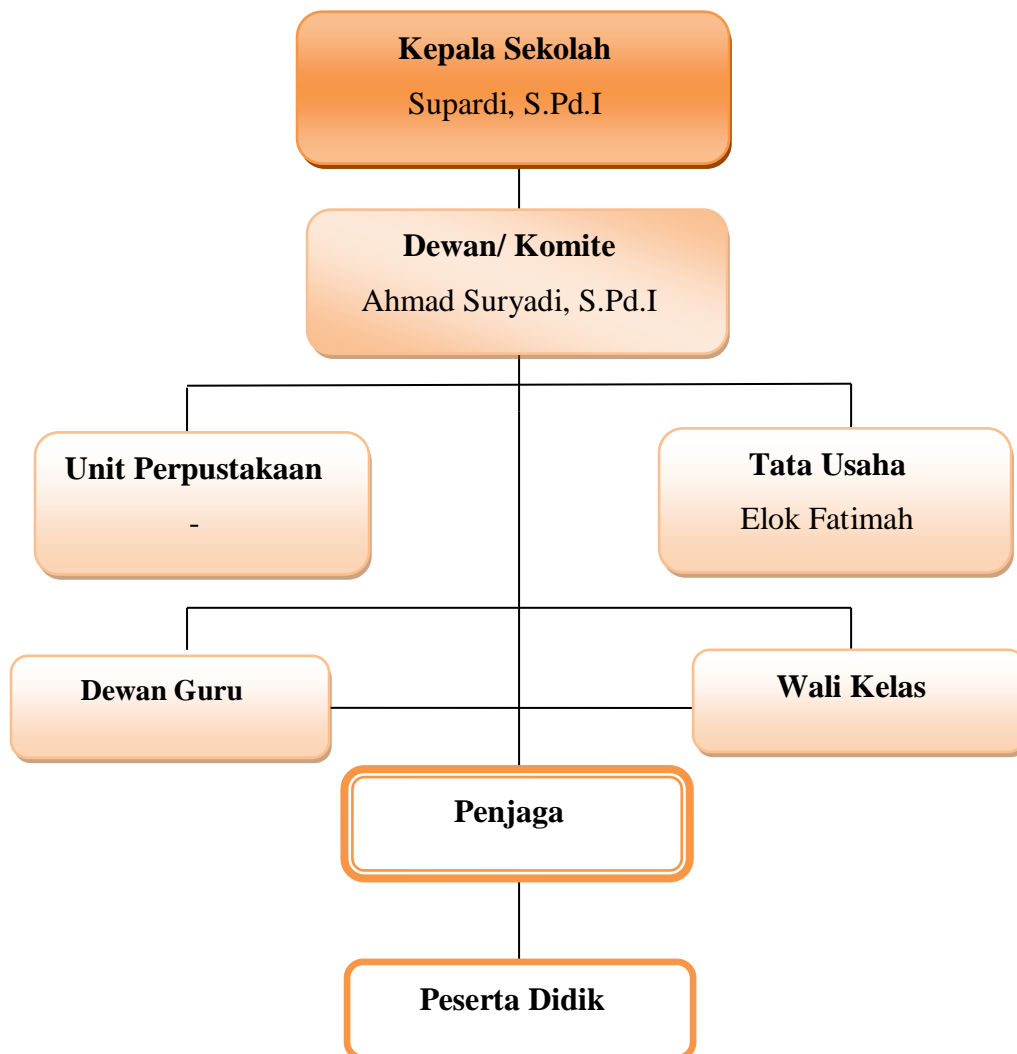 Kepala Sekolah
Supardi, S.Pd.I
Dewan/ Komite
Ahmad Suryadi, S.Pd.I
Unit Perpustakaan
-
Tata Usaha
Elok Fatimah
Dewan Guru
Wali Kelas
Penjaga
Peserta Didik